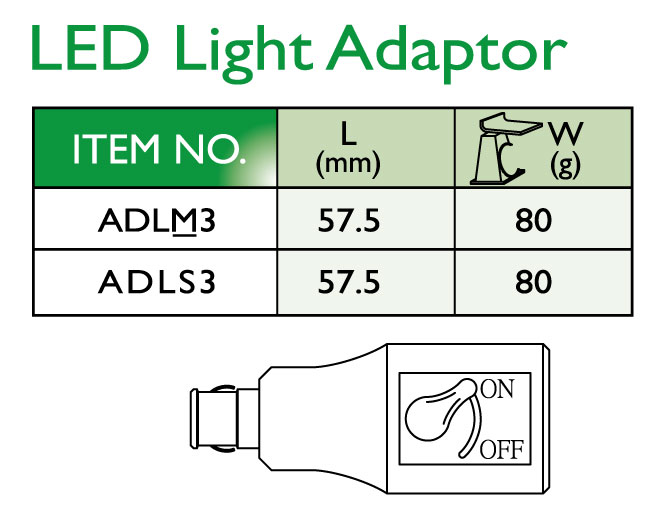 LED Light Adaptor
ITEM NO. L (mm) W (g)
ADLM3 57.5 80
ADLS3 57.5 80
ON
OFF